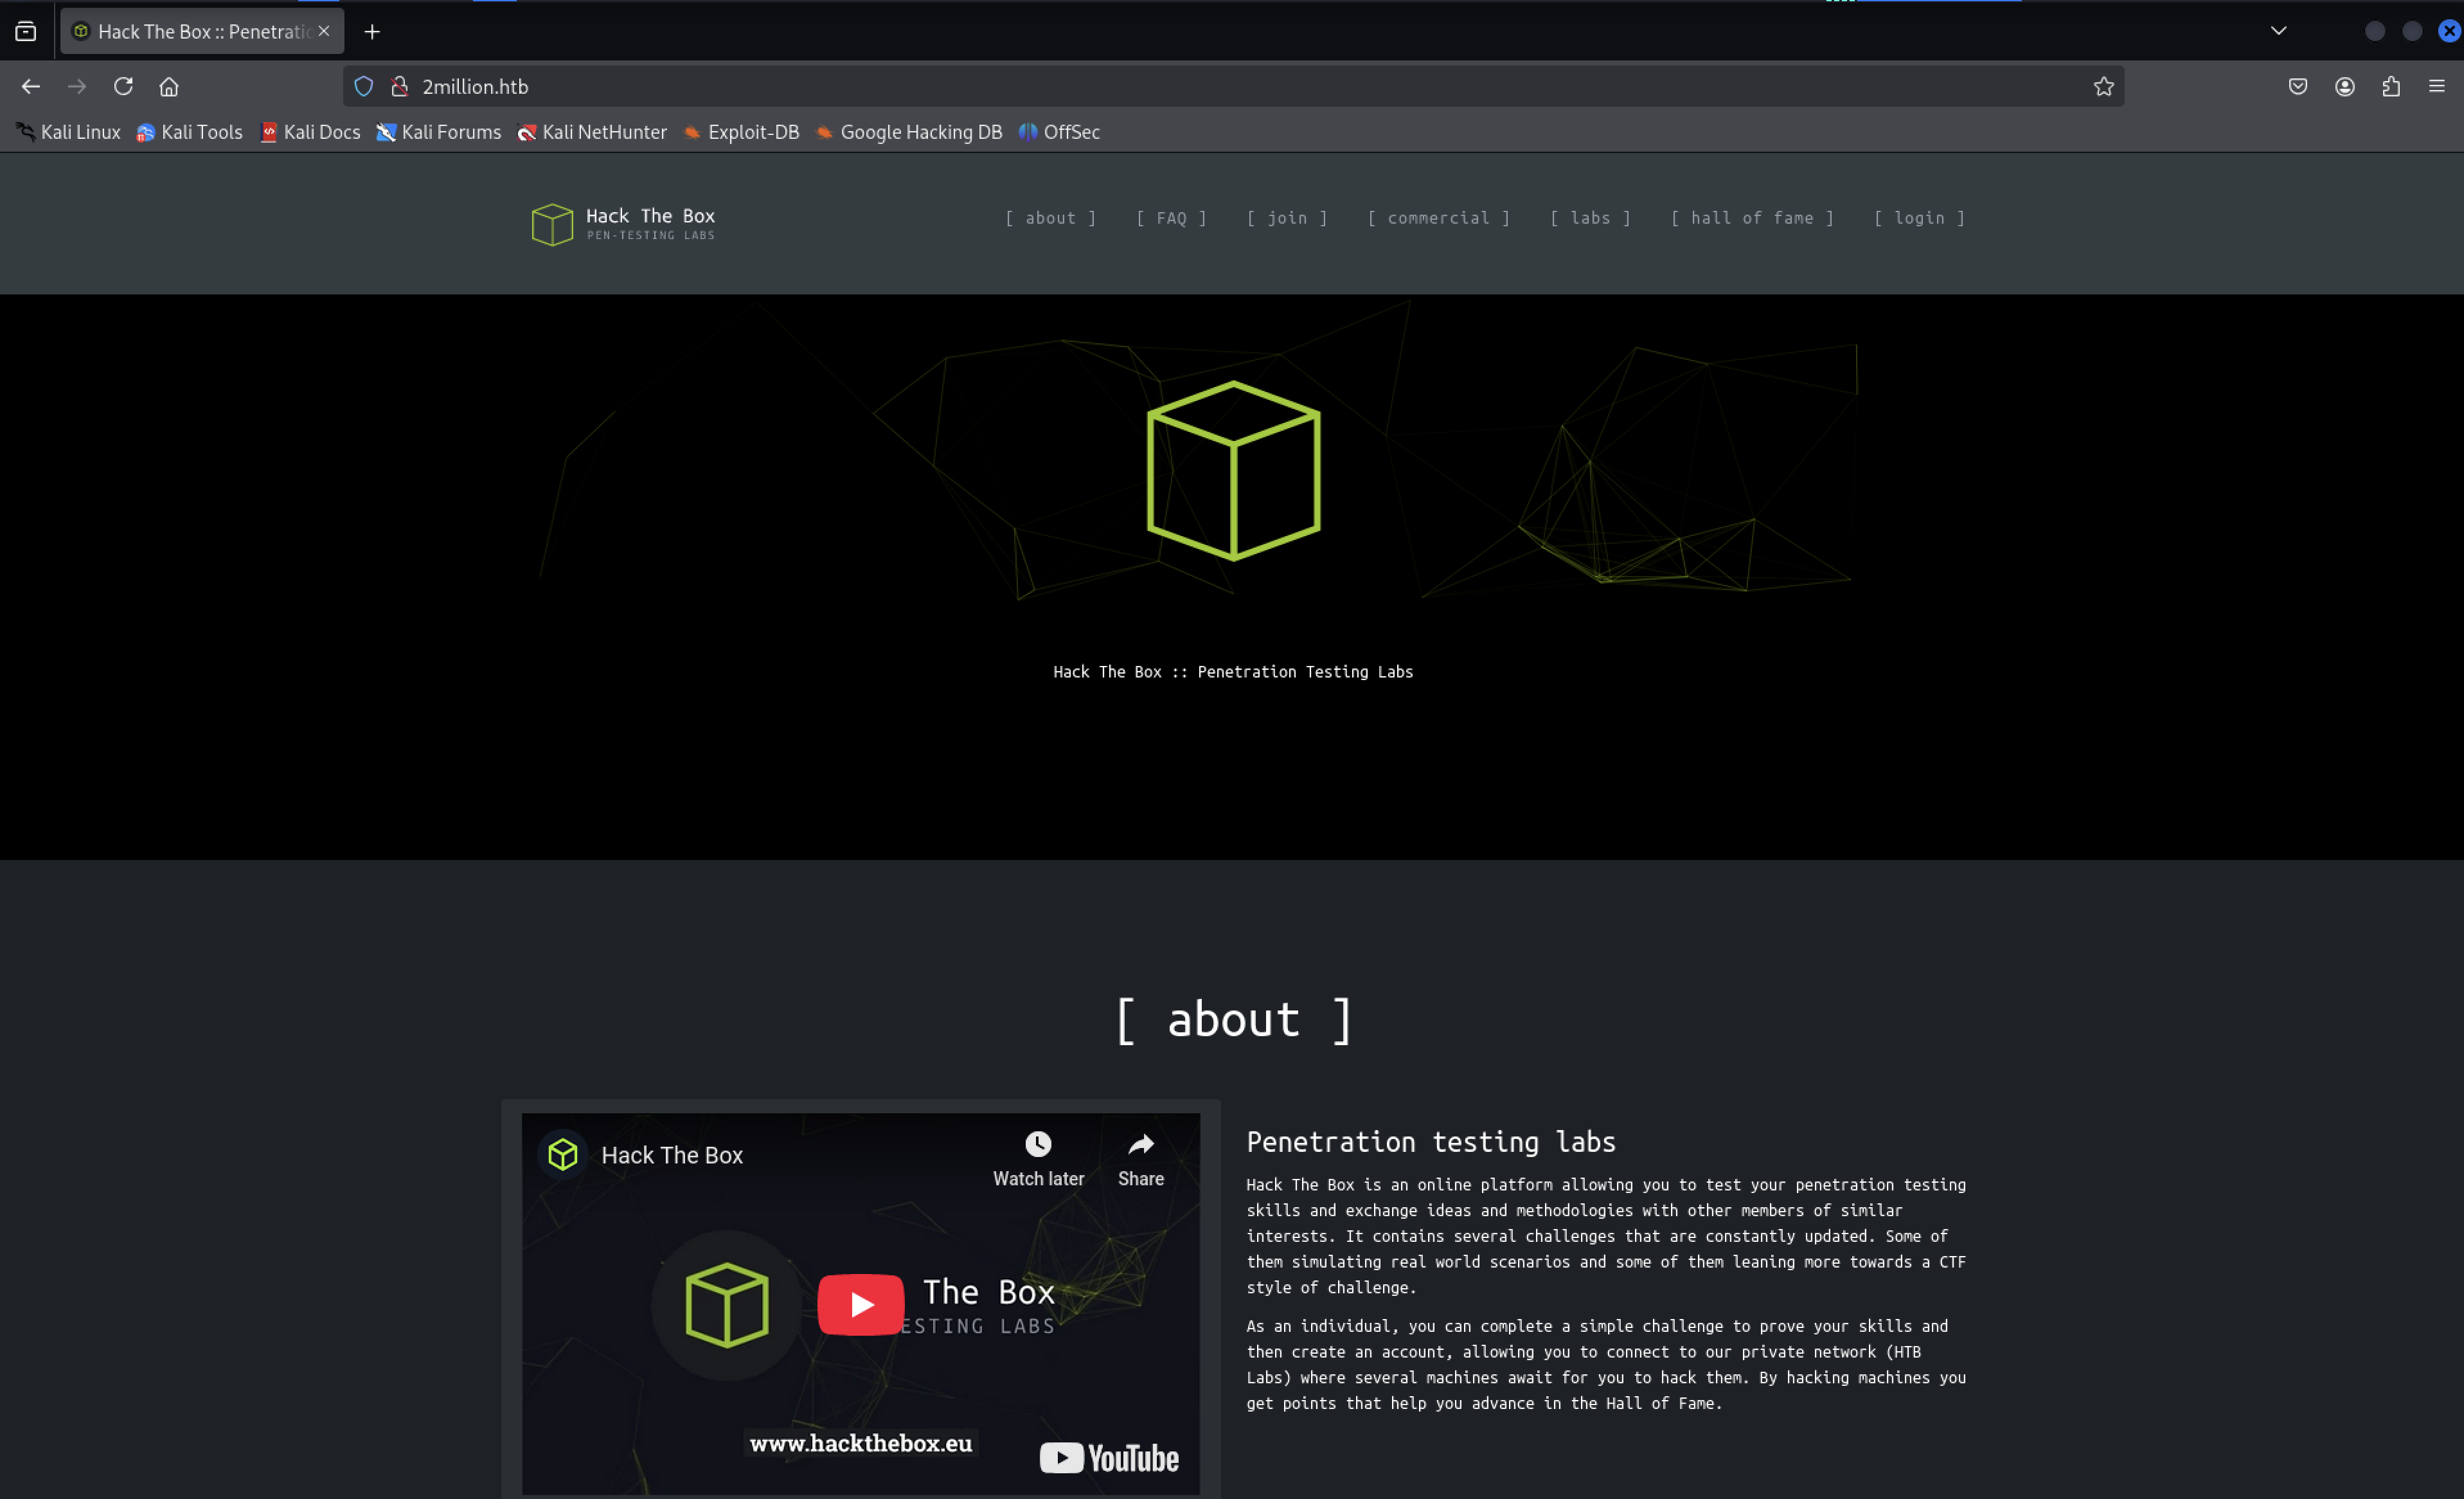 Hack The Box :: Penetratio
2million.htb
Kali Linux Kali Tools Kali Docs Kali Forums Kali NetHunter Exploit-DB Google Hacking DB OffSec
Hack The Box
PEN-TESTING LABS
[ about ] [ FAQ ] [ join ] [ commercial ] [ labs ] [ hall of fame ] [ login ]
Hack The Box :: Penetration Testing Labs
[ about ]
Hack The Box
Watch later Share
The Box
ESTING LABS
www.hackthebox.eu
YouTube
Penetration testing labs
Hack The Box is an online platform allowing you to test your penetration testing
skills and exchange ideas and methodologies with other members of similar
interests. It contains several challenges that are constantly updated. Some of
them simulating real world scenarios and some of them leaning more towards a CTF
style of challenge.
As an individual, you can complete a simple challenge to prove your skills and
then create an account, allowing you to connect to our private network (HTB
Labs) where several machines await for you to hack them. By hacking machines you
get points that help you advance in the Hall of Fame.